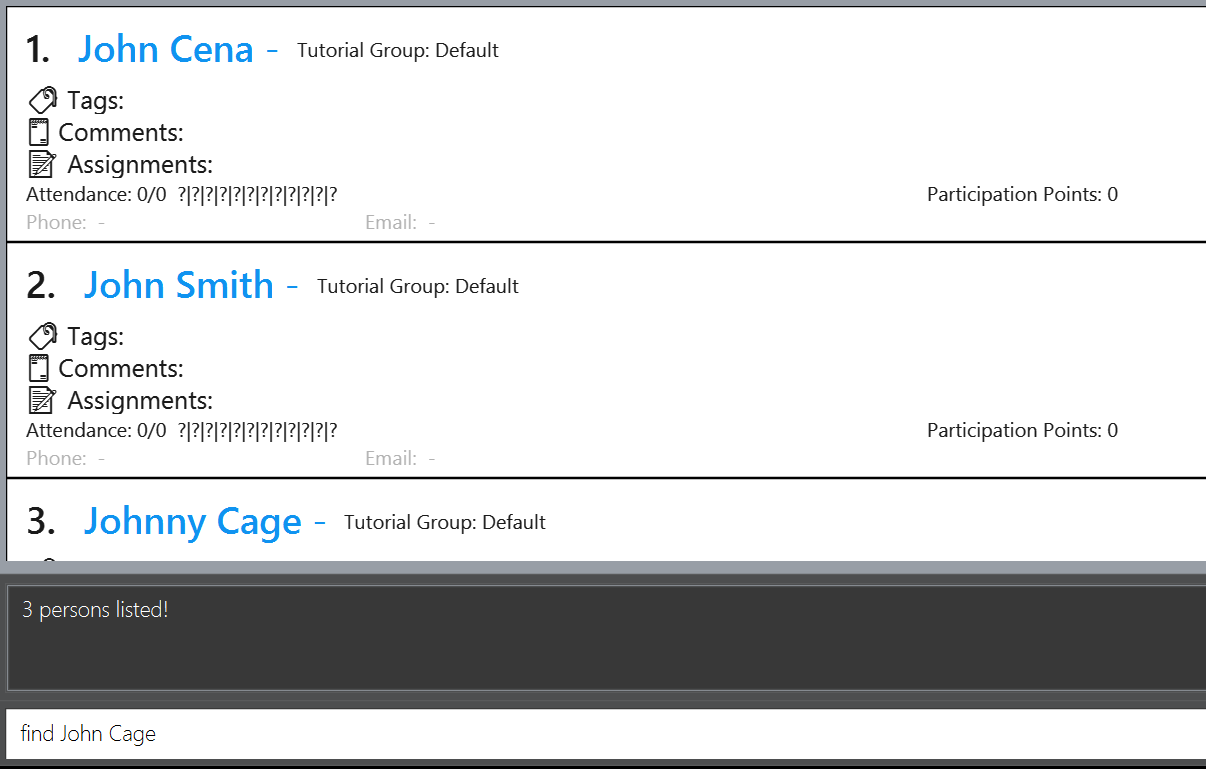 1. John Cena - Tutorial Group: Default
Tags:
Comments:
Assignments:
Attendance: 0/0 ?|?|?|?|?|?|?|?|?|?|?|? Participation Points: 0
Phone: - Email: -
2. John Smith - Tutorial Group: Default
Tags:
Comments:
Assignments:
Attendance: 0/0 ?|?|?|?|?|?|?|?|?|?|?|? Participation Points: 0
Phone: - Email: -
3. Johnny Cage - Tutorial Group: Default
3 persons listed!
find John Cage